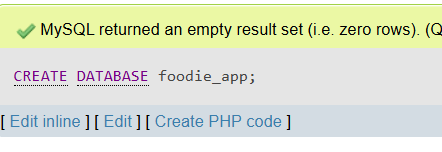 MySQL returned an empty result set (i.e. zero rows). (Q
CREATE DATABASE foodie_app;
[ Edit inline ] [ Edit ] [ Create PHP code ]